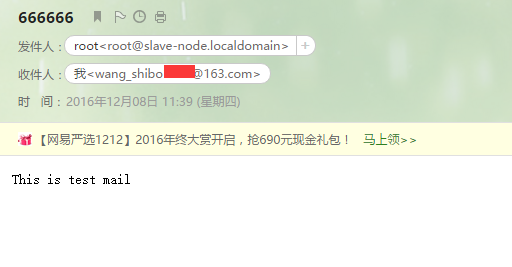 666666
发件人：root<root@slave-node.localdomain>
收件人：我<wang_shibo@163.com>
时 间：2016年12月08日 11:39 (星期四)
【网易严选1212】2016年终大赏开启，抢690元现金礼包！ 马上领>>
This is test mail